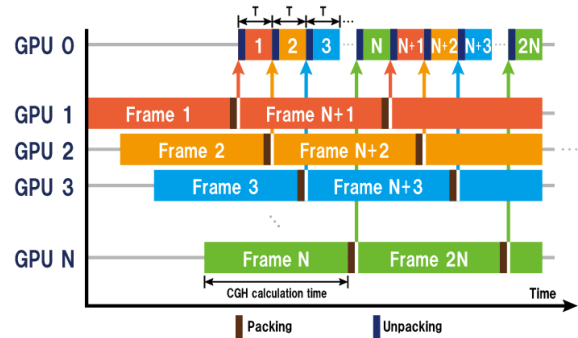 T T T ...
GPU 0 1 2 3 N N+1 N+2 N+3 2N
GPU 1 Frame 1 Frame N+1
GPU 2 Frame 2 Frame N+2
GPU 3 Frame 3 Frame N+3
GPU N Frame N Frame 2N
CGH calculation time Time
Packing Unpacking